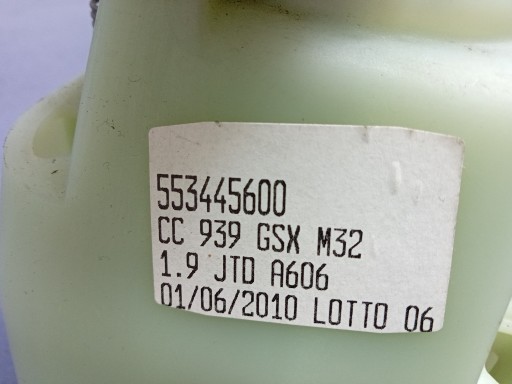 553445600
CC 939 GSX M32
1.9 JTD A606
01/06/2010 LOTTO 06